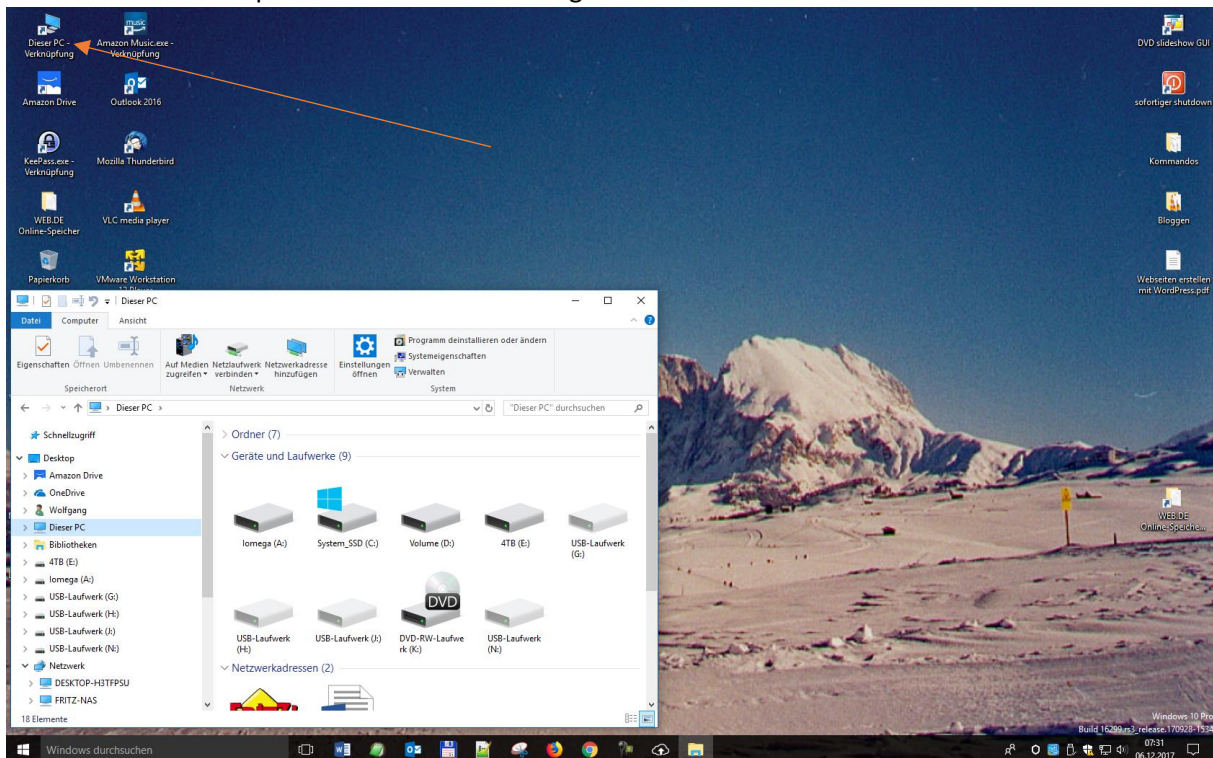 Dieser PC -
Verknüpfung
Amazon Music.exe -
Verknüpfung
DVD slideshow GUI
Amazon Drive
Outlook 2016
sofortiger shutdown
KeePass.exe -
Verknüpfung
Mozilla Thunderbird
Kommandos
WEB.DE
Online-Speicher
VLC media player
Bloggen
Papierkorb
VMware Workstation
Webseiten erstellen
mit WordPress.pdf
Dieser PC
Datei Computer Ansicht
Eigenschaften Öffnen Umbenennen
Auf Medien
zugreifen
Netzlaufwerk
verbinden
Netzwerkadresse
hinzufügen
Einstellungen
öffnen
Programm deinstallieren oder ändern
Systemeigenschaften
Verwalten
Speicherort Netzwerk System
Dieser PC
"Dieser PC" durchsuchen
Schnellzugriff
Desktop
Amazon Drive
OneDrive
Wolfgang
Dieser PC
Bibliotheken
4TB (E:)
Iomega (A:)
USB-Laufwerk (G:)
USB-Laufwerk (H:)
USB-Laufwerk (J:)
USB-Laufwerk (N:)
Netzwerk
DESKTOP-H3TFPSU
FRITZ-NAS
Ordner (7)
Geräte und Laufwerke (9)
Iomega (A:)
System_SSD (C:)
Volume (D:)
4TB (E:)
USB-Laufwerk
(G:)
USB-Laufwerk
(H:)
USB-Laufwerk (J:)
DVD
DVD-RW-Laufwe
rk (K:)
USB-Laufwerk
(N:)
Netzwerkadressen (2)
18 Elemente
WEB.DE
Online-Speiche...
Windows 10 Pro
Build 16299.rs3_release.170928-1534
Windows durchsuchen
07:31
06.12.2017